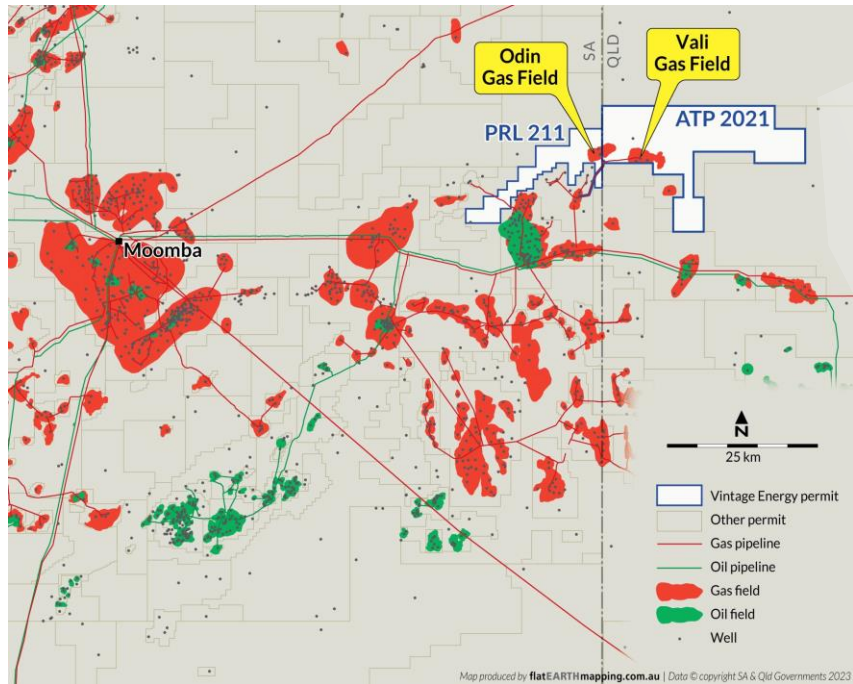 Odin
Gas Field
Vali
Gas Field
SA
QLD
PRL 211
ATP 2021
Moomba
N
25 km
Vintage Energy permit
Other permit
Gas pipeline
Oil pipeline
Gas field
Oil field
Well
Map produced by flatEARTHmapping.com.au | Data © copyright SA & Qld Governments 2023